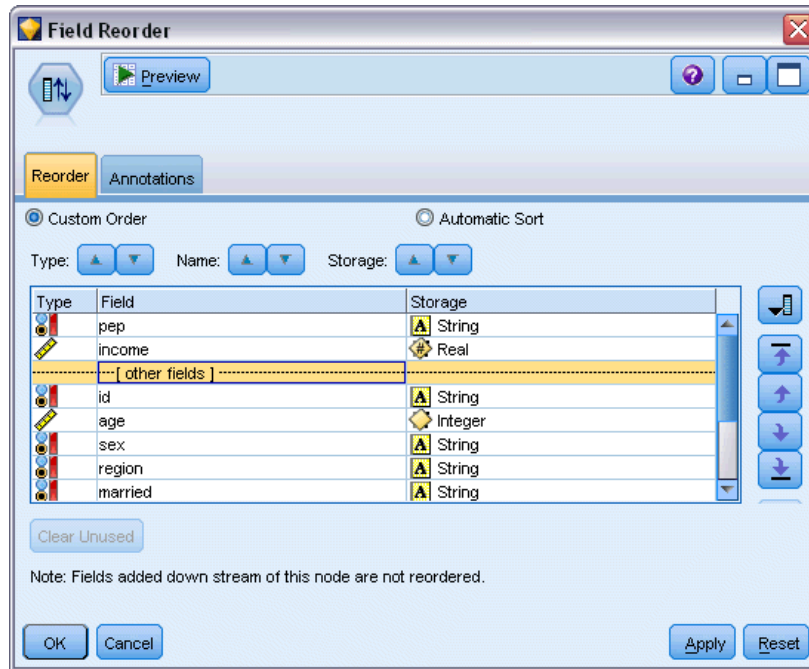 Field Reorder
Preview
Reorder Annotations
Custom Order Automatic Sort
Type: Name: Storage:
Type Field Storage
pep A String
income # Real
[ other fields ]
id A String
age Integer
sex A String
region A String
married A String
Clear Unused
Note: Fields added down stream of this node are not reordered.
OK Cancel Apply Reset